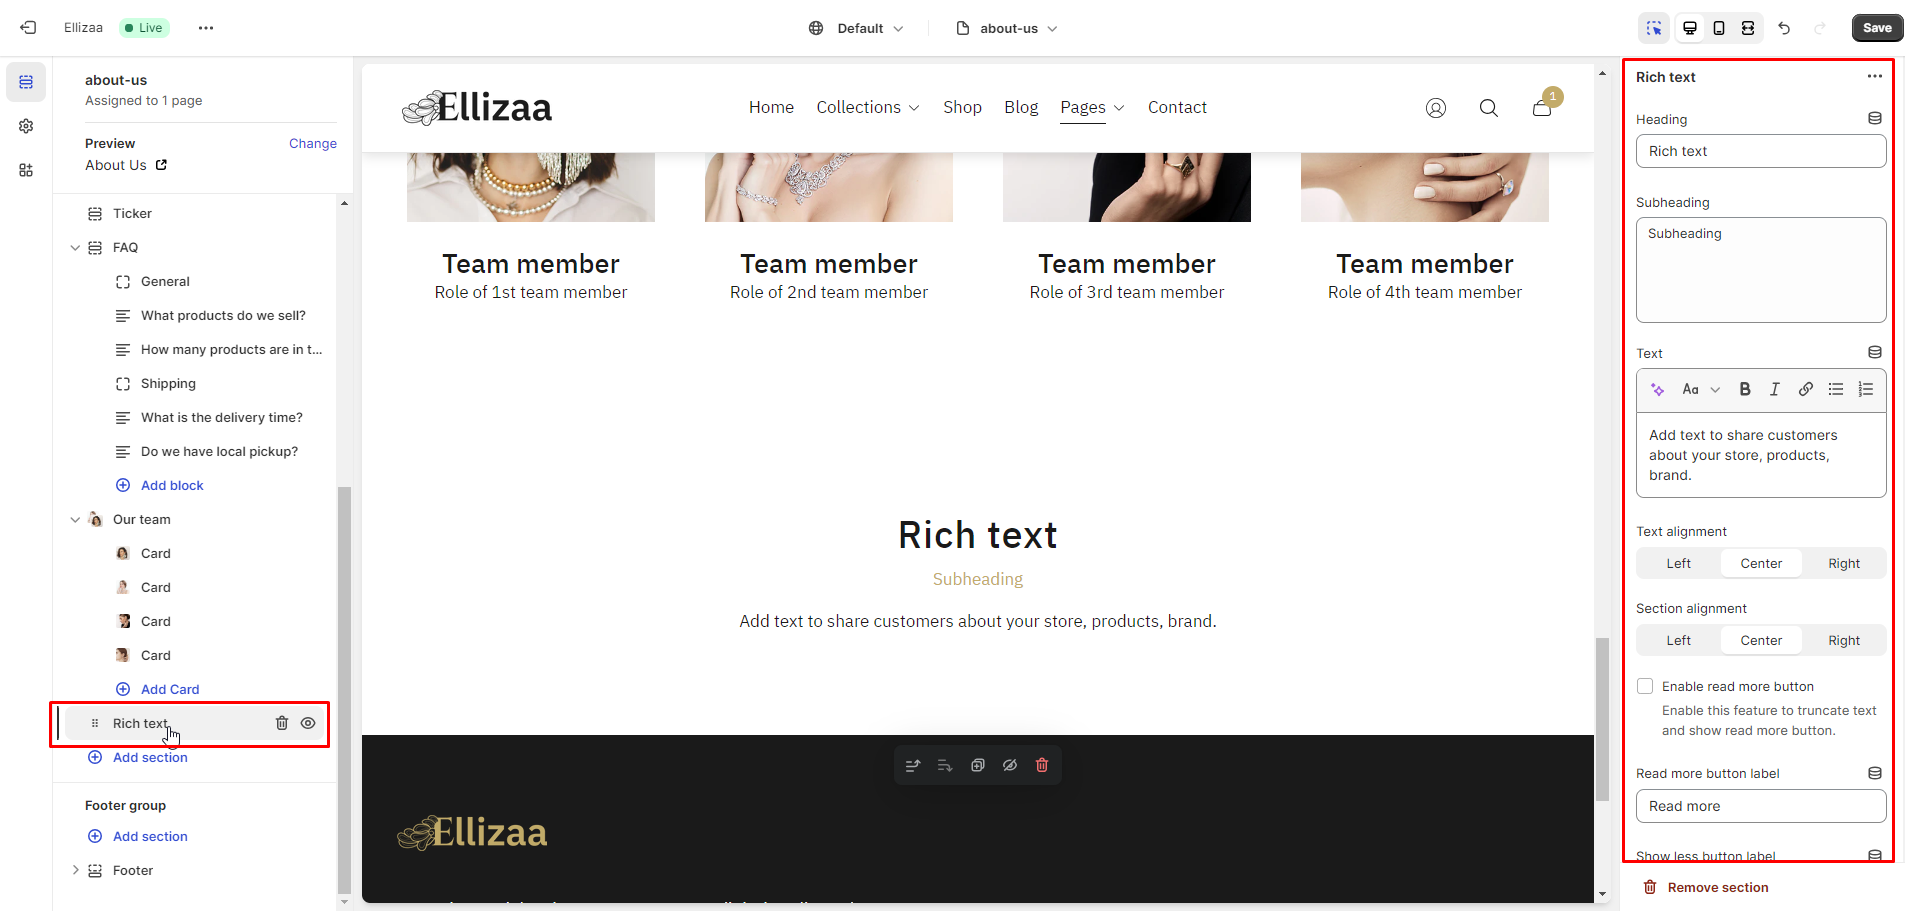 Ellizaa
Live
Default
about-us
Save
about-us
Assigned to 1 page
Preview
Change
About Us
Ticker
FAQ
General
What products do we sell?
How many products are in t...
Shipping
What is the delivery time?
Do we have local pickup?
Add block
Our team
Card
Card
Card
Card
Add Card
Rich text
Add section
Footer group
Add section
Footer
Ellizaa
Home
Collections
Shop
Blog
Pages
Contact
1
Team member
Role of 1st team member
Team member
Role of 2nd team member
Team member
Role of 3rd team member
Team member
Role of 4th team member
Rich text
Subheading
Add text to share customers about your store, products, brand.
Ellizaa
Rich text
Heading
Rich text
Subheading
Subheading
Text
Aa
B
I
Add text to share customers
about your store, products,
brand.
Text alignment
Left
Center
Right
Section alignment
Left
Center
Right
Enable read more button
Enable this feature to truncate text
and show read more button.
Read more button label
Read more
Show less button label
Remove section